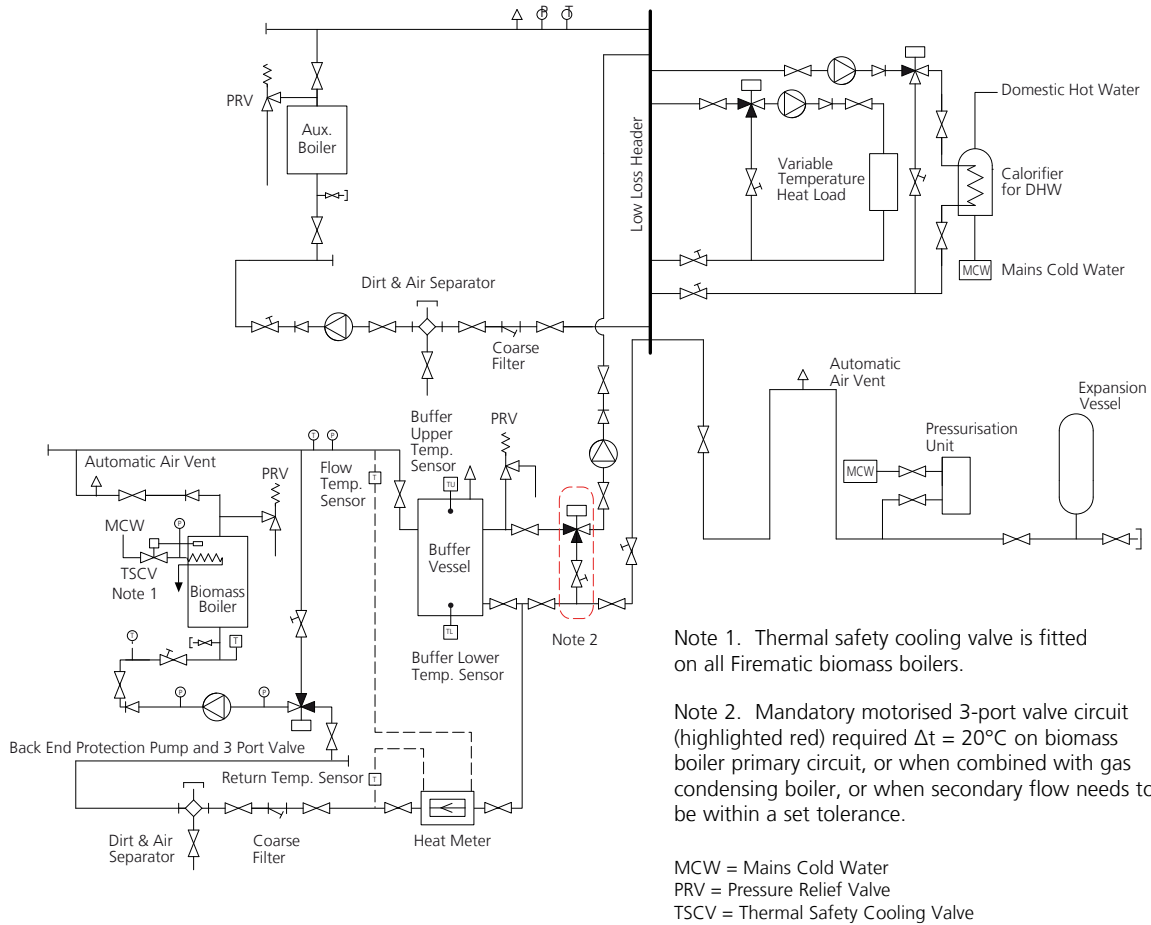 P T
PRV
Aux.
Boiler
Low Loss Header
Domestic Hot Water
Variable
Temperature
Heat Load
Calorifier
for DHW
MCW
Mains Cold Water
Dirt & Air Separator
Coarse
Filter
Automatic
Air Vent
Expansion
Vessel
Pressurisation
Unit
MCW
Buffer
Upper
Temp.
Sensor
PRV
T P
Flow
Temp.
Sensor
T
TU
Automatic Air Vent
PRV
MCW
P
TSCV
Note 1
Biomass
Boiler
Buffer
Vessel
TL
Note 2
Buffer Lower
Temp. Sensor
T
T
P
P
Back End Protection Pump and 3 Port Valve
Return Temp. Sensor
T
Dirt & Air
Separator
Coarse
Filter
Heat Meter
Note 1. Thermal safety cooling valve is fitted
on all Firematic biomass boilers.
Note 2. Mandatory motorised 3-port valve circuit
(highlighted red) required Δt = 20°C on biomass
boiler primary circuit, or when combined with gas
condensing boiler, or when secondary flow needs to
be within a set tolerance.
MCW = Mains Cold Water
PRV = Pressure Relief Valve
TSCV = Thermal Safety Cooling Valve